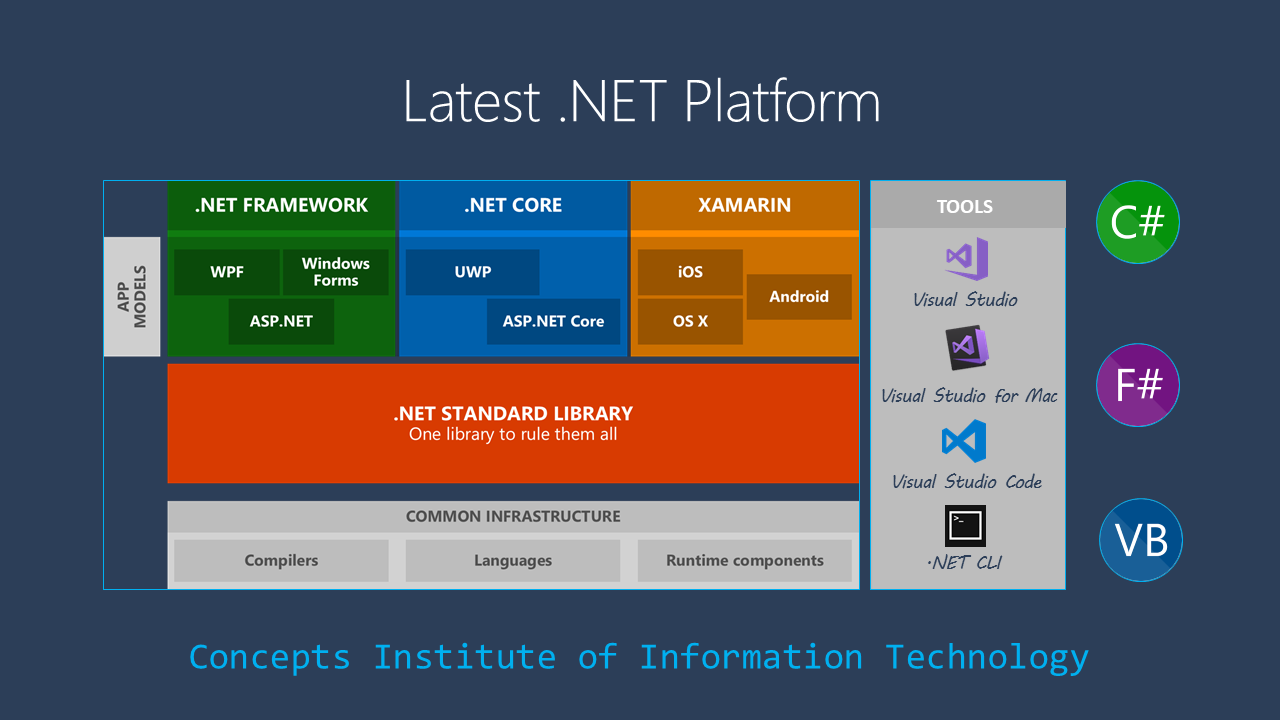 Latest .NET Platform
.NET FRAMEWORK
.NET CORE
XAMARIN
TOOLS
C#
APP
MODELS
WPF
Windows
Forms
ASP.NET
UWP
ASP.NET Core
iOS
Android
OS X
Visual Studio
Visual Studio for Mac
F#
.NET STANDARD LIBRARY
One library to rule them all
Visual Studio Code
COMMON INFRASTRUCTURE
Compilers
Languages
Runtime components
>_
.NET CLI
VB
Concepts Institute of Information Technology